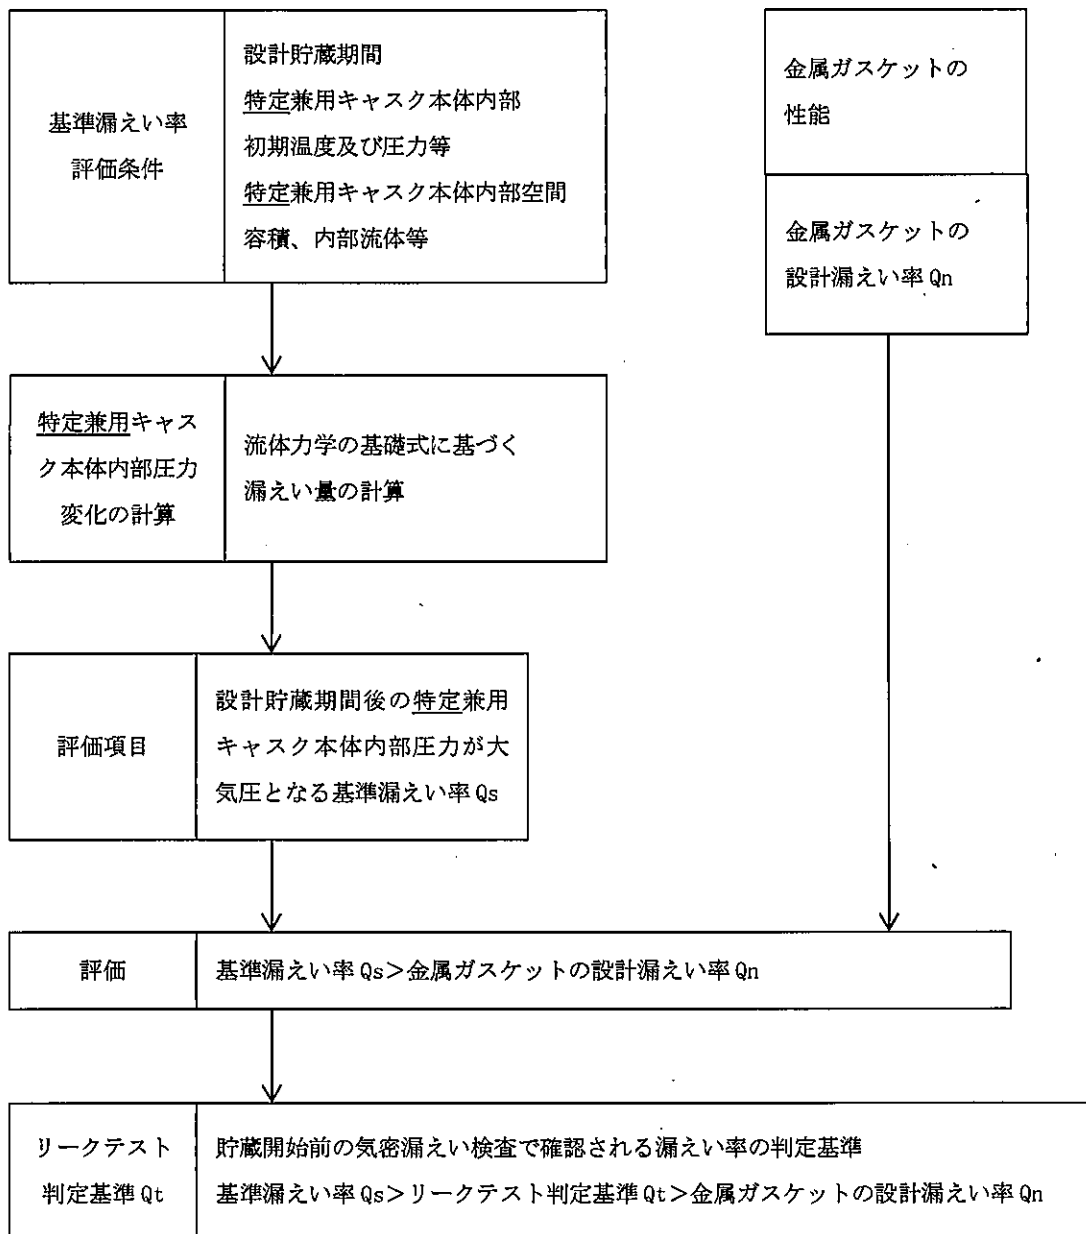 基準漏えい率
評価条件
設計貯蔵期間
特定兼用キャスク本体内部
初期温度及び圧力等
特定兼用キャスク本体内部空間
容積、内部流体等
金属ガスケットの
性能
金属ガスケットの
設計漏えい率Qn
特定兼用キャス
ク本体内部圧力
変化の計算
流体力学の基礎式に基づく
漏えい量の計算
評価項目
設計貯蔵期間後の特定兼用
キャスク本体内部圧力が大
気圧となる基準漏えい率Qs
評価
基準漏えい率Qs>金属ガスケットの設計漏えい率Qn
リークテスト
判定基準Qt
貯蔵開始前の気密漏えい検査で確認される漏えい率の判定基準
基準漏えい率Qs>リークテスト判定基準Qt>金属ガスケットの設計漏えい率Qn